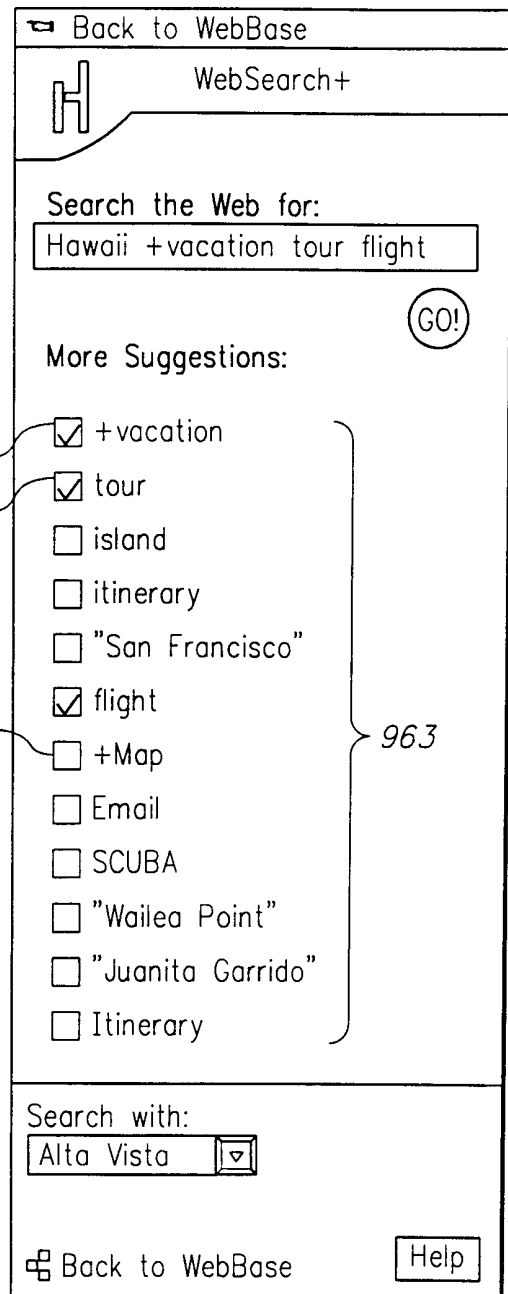 Back to WebBase
WebSearch+
Search the Web for:
Hawaii +vacation tour flight
GO!
More Suggestions:
+vacation
tour
island
itinerary
"San Francisco"
flight
+Map
963
Email
SCUBA
"Wailea Point"
"Juanita Garrido"
Itinerary
Search with:
Alta Vista
Back to WebBase
Help